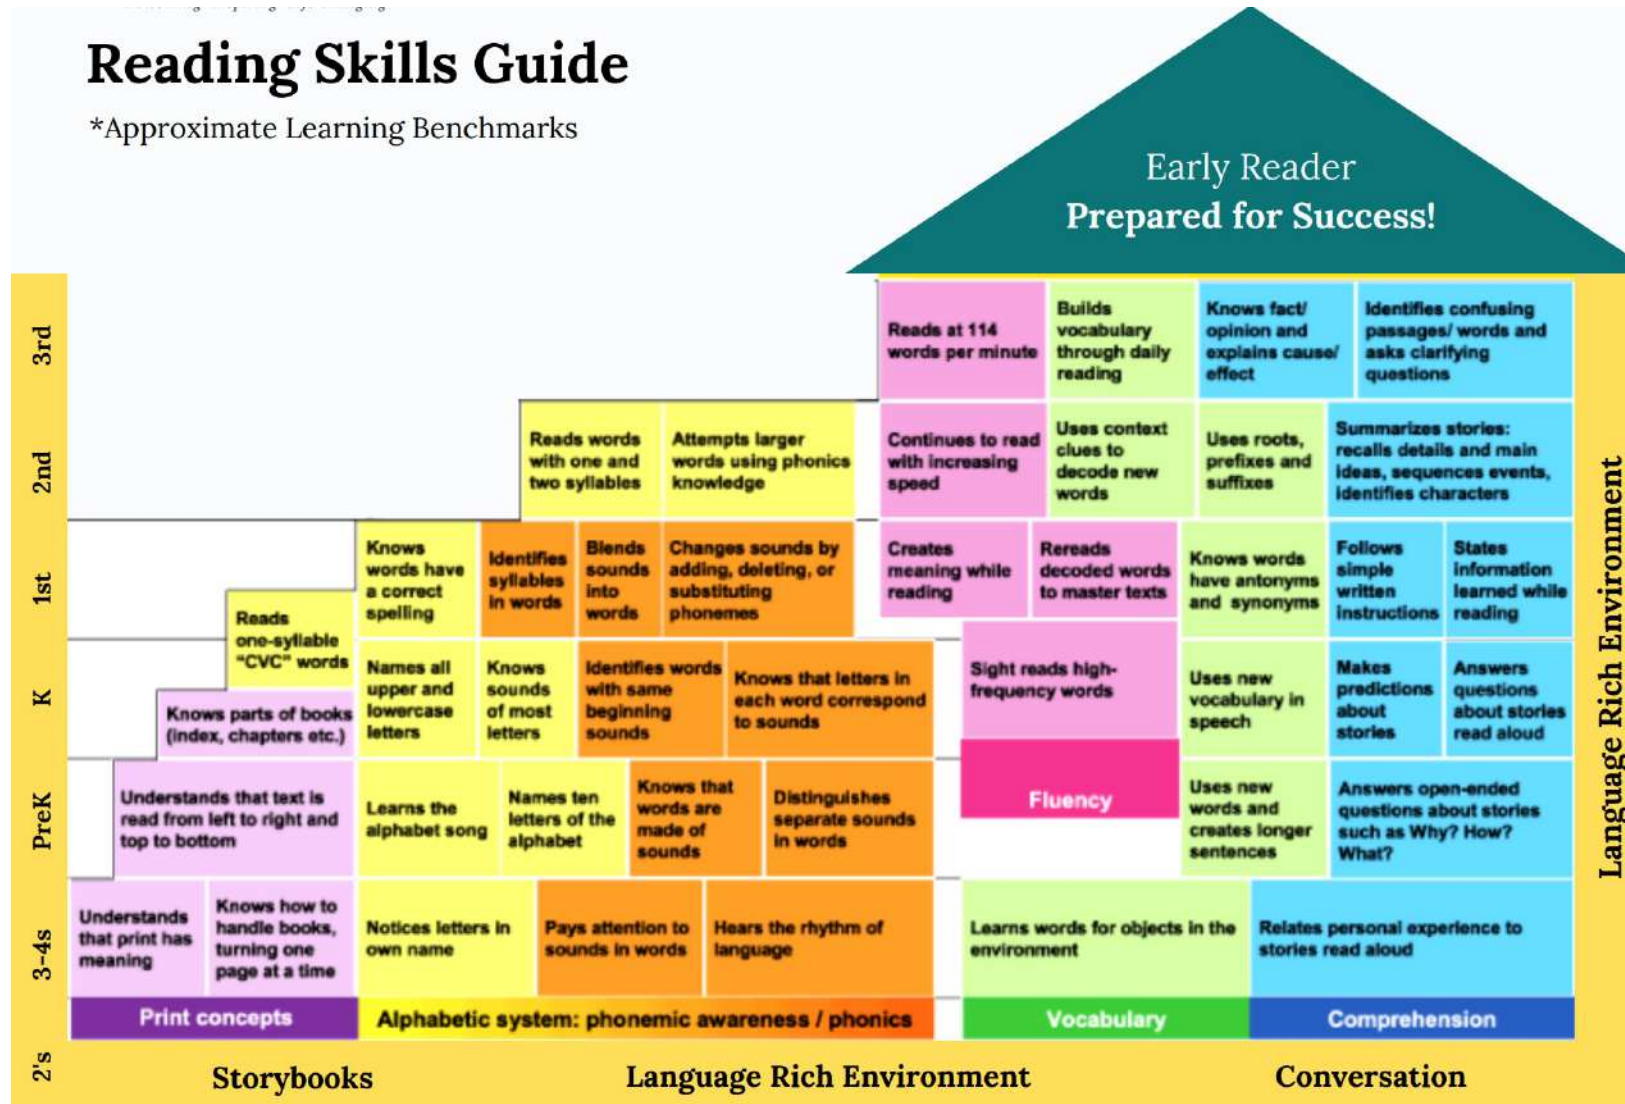 Reading Skills Guide
*Approximate Learning Benchmarks
Early Reader
Prepared for Success!
3rd
Reads at 114
words per minute
Builds
vocabulary
through daily
reading
Knows fact/
opinion and
explains cause/
effect
Identifies confusing
passages/ words and
asks clarifying
questions
2nd
Reads words
with one and
two syllables
Attempts larger
words using phonics
knowledge
Continues to read
with increasing
speed
Uses context
clues to
decode new
words
Uses roots,
prefixes and
suffixes
Summarizes stories:
recalls details and main
ideas, sequences events,
identifies characters
1st
Reads
one-syllable
"CVC" words
Knows
words have
a correct
spelling
Identifies
syllables
in words
Blends
sounds
into
words
Changes sounds by
adding, deleting, or
substituting
phonemes
Creates
meaning while
reading
Rereads
decoded words
to master texts
Knows words
have antonyms
and synonyms
Follows
simple
written
instructions
States
information
learned while
reading
K
Knows parts of books
(index, chapters etc.)
Names all
upper and
lowercase
letters
Knows
sounds
of most
letters
Identifies words
with same
beginning
sounds
Knows that letters in
each word correspond
to sounds
Sight reads high-
frequency words
Uses new
vocabulary in
speech
Makes
predictions
about
stories
Answers
questions
about stories
read aloud
PreK
Understands that text is
read from left to right and
top to bottom
Learns the
alphabet song
Names ten
letters of the
alphabet
Knows that
words are
made of
sounds
Distinguishes
separate sounds
in words
Fluency
Uses new
words and
creates longer
sentences
Answers open-ended
questions about stories
such as Why? How?
What?
3-4s
Understands
that print has
meaning
Knows how to
handle books,
turning one
page at a time
Notices letters in
own name
Pays attention to
sounds in words
Hears the rhythm of
language
Learns words for objects in the
environment
Relates personal experience to
stories read aloud
Print concepts
Alphabetic system: phonemic awareness / phonics
Vocabulary
Comprehension
2's
Storybooks
Language Rich Environment
Conversation
Language Rich Environment